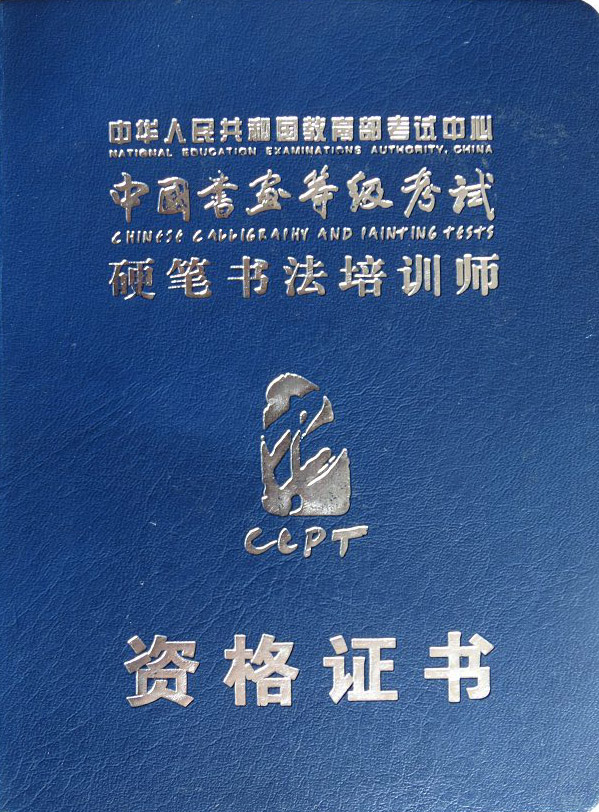 中华人民共和国教育部考试中心
NATIONAL EDUCATION EXAMINATIONS AUTHORITY, CHINA
中國書畫等级考试
CHINESE CALLIGRAPHY AND PAINTING TESTS
硬笔书法培训师
CCPT
资格证书